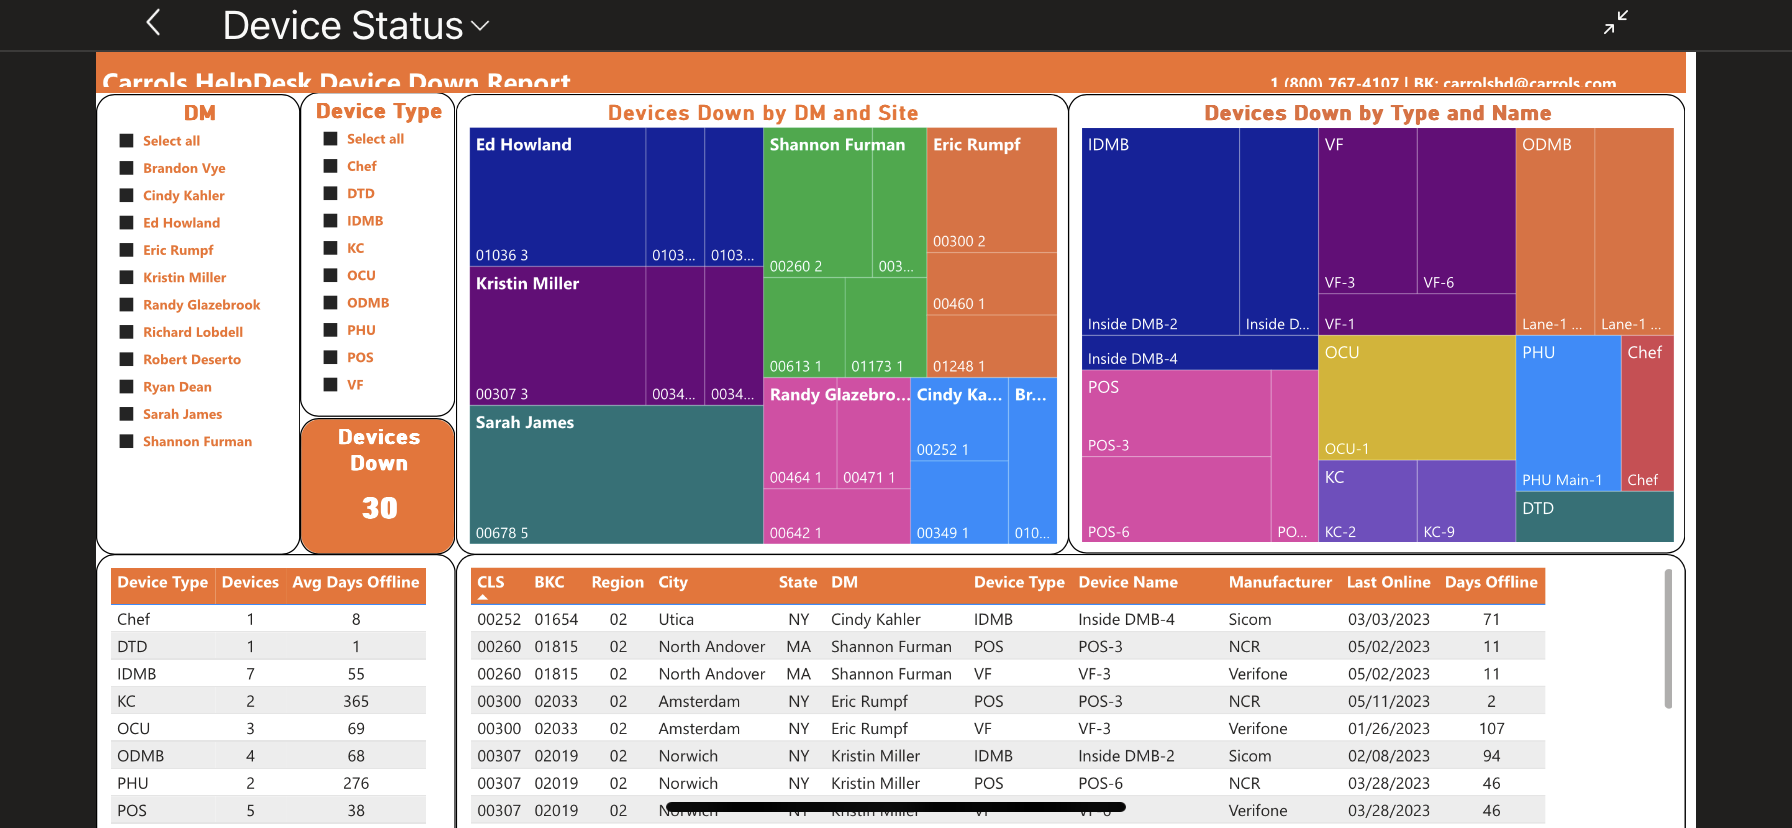 Device Status
Carrols HelpDesk Device Down Report
1 (800) 767-4107 | BK: carrolshd@carrols.com
DM
Select all
Brandon Vye
Cindy Kahler
Ed Howland
Eric Rumpf
Kristin Miller
Randy Glazebrook
Richard Lobdell
Robert Deserto
Ryan Dean
Sarah James
Shannon Furman
Device Type
Select all
Chef
DTD
IDMB
KC
OCU
ODMB
PHU
POS
VF
Devices
Down
30
Devices Down by DM and Site
Ed Howland
01036 3
0103...
0103...
Kristin Miller
00307 3
0034...
0034...
Sarah James
00678 5
Shannon Furman
00260 2
003...
00613 1
01173 1
Eric Rumpf
00300 2
00460 1
01248 1
Randy Glazebro...
00464 1
00471 1
00642 1
Cindy Ka...
00252 1
00349 1
Br...
010...
Devices Down by Type and Name
IDMB
Inside DMB-2
Inside D...
Inside DMB-4
POS
POS-3
POS-6
PO...
VF
VF-3
VF-6
VF-1
OCU
OCU-1
KC
KC-2
KC-9
ODMB
Lane-1 ...
Lane-1 ...
PHU
PHU Main-1
Chef
Chef
DTD
Device Type Devices Avg Days Offline
Chef 1 8
DTD 1 1
IDMB 7 55
KC 2 365
OCU 3 69
ODMB 4 68
PHU 2 276
POS 5 38
CLS BKC Region City State DM Device Type Device Name Manufacturer Last Online Days Offline
00252 01654 02 Utica NY Cindy Kahler IDMB Inside DMB-4 Sicom 03/03/2023 71
00260 01815 02 North Andover MA Shannon Furman POS POS-3 NCR 05/02/2023 11
00260 01815 02 North Andover MA Shannon Furman VF VF-3 Verifone 05/02/2023 11
00300 02033 02 Amsterdam NY Eric Rumpf POS POS-3 NCR 05/11/2023 2
00300 02033 02 Amsterdam NY Eric Rumpf VF VF-3 Verifone 01/26/2023 107
00307 02019 02 Norwich NY Kristin Miller IDMB Inside DMB-2 Sicom 02/08/2023 94
00307 02019 02 Norwich NY Kristin Miller POS POS-6 NCR 03/28/2023 46
00307 02019 02 Norwich NY Kristin Miller VF VF-6 Verifone 03/28/2023 46